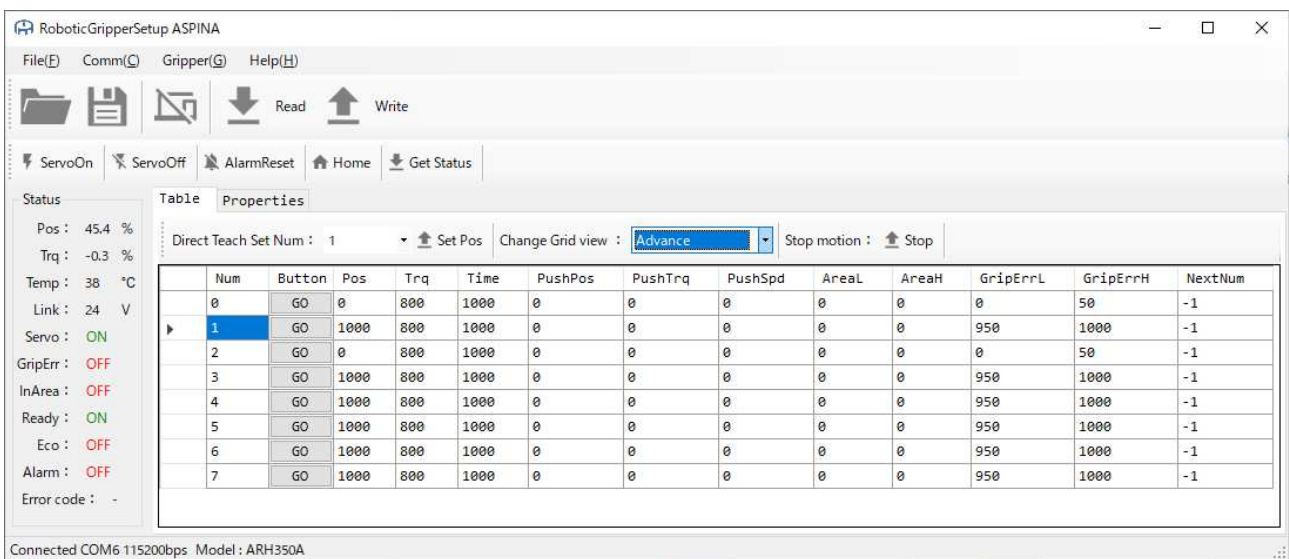 RoboticGripperSetup ASPINA
File(F) Comm(C) Gripper(G) Help(H)
Read Write
ServoOn ServoOff AlarmReset Home Get Status
Status
Pos : 45.4 %
Trq : -0.3 %
Temp : 38 °C
Link : 24 V
Servo : ON
GripErr : OFF
InArea : OFF
Ready : ON
Eco : OFF
Alarm : OFF
Error code : -
Table Properties
Direct Teach Set Num : 1 Set Pos Change Grid view : Advance Stop motion : Stop
Num Button Pos Trq Time PushPos PushTrq PushSpd AreaL AreaH GripErrL GripErrH NextNum
0 GO 0 800 1000 0 0 0 0 0 0 50 -1
1 GO 1000 800 1000 0 0 0 0 0 950 1000 -1
2 GO 0 800 1000 0 0 0 0 0 0 50 -1
3 GO 1000 800 1000 0 0 0 0 0 950 1000 -1
4 GO 1000 800 1000 0 0 0 0 0 950 1000 -1
5 GO 1000 800 1000 0 0 0 0 0 950 1000 -1
6 GO 1000 800 1000 0 0 0 0 0 950 1000 -1
7 GO 1000 800 1000 0 0 0 0 0 950 1000 -1
Connected COM6 115200bps Model : ARH350A